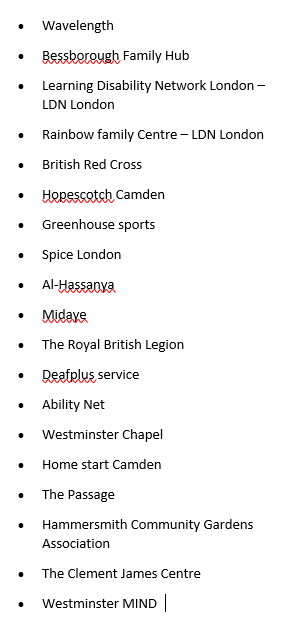 • Wavelength
• Bessborough Family Hub
• Learning Disability Network London –
LDN London
• Rainbow family Centre – LDN London
• British Red Cross
• Hopescotch Camden
• Greenhouse sports
• Spice London
• Al-Hassanya
• Midaye
• The Royal British Legion
• Deafplus service
• Ability Net
• Westminster Chapel
• Home start Camden
• The Passage
• Hammersmith Community Gardens
Association
• The Clement James Centre
• Westminster MIND